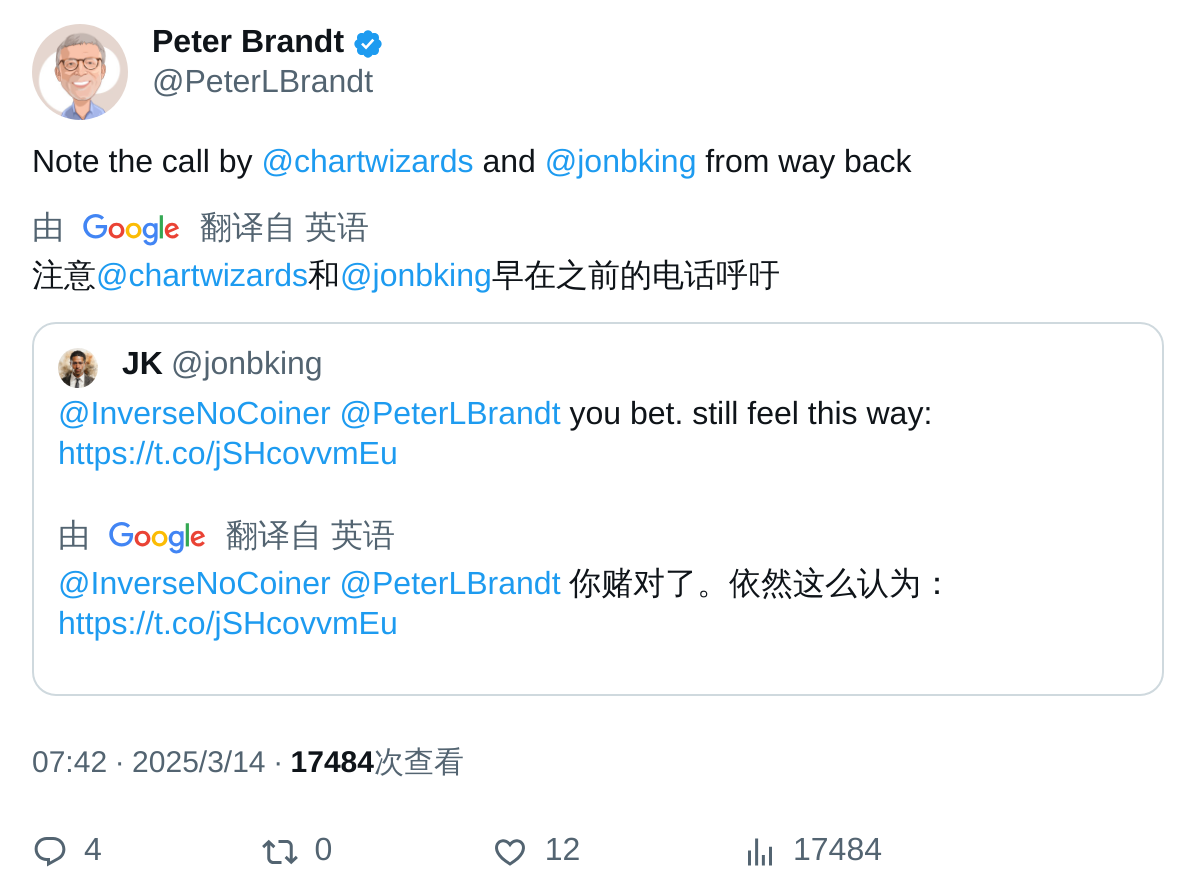 Peter Brandt
@PeterLBrandt
Note the call by @chartwizards and @jonbking from way back
由 Google 翻译自 英语
注意@chartwizards和@jonbking早在之前的电话呼吁
JK @jonbking
@InverseNoCoiner @PeterLBrandt you bet. still feel this way:
https://t.co/jSHcovvmEu
由 Google 翻译自 英语
@InverseNoCoiner @PeterLBrandt 你赌对了。依然这么认为：
https://t.co/jSHcovvmEu
07:42 · 2025/3/14 · 17484次查看
4 0 12 17484